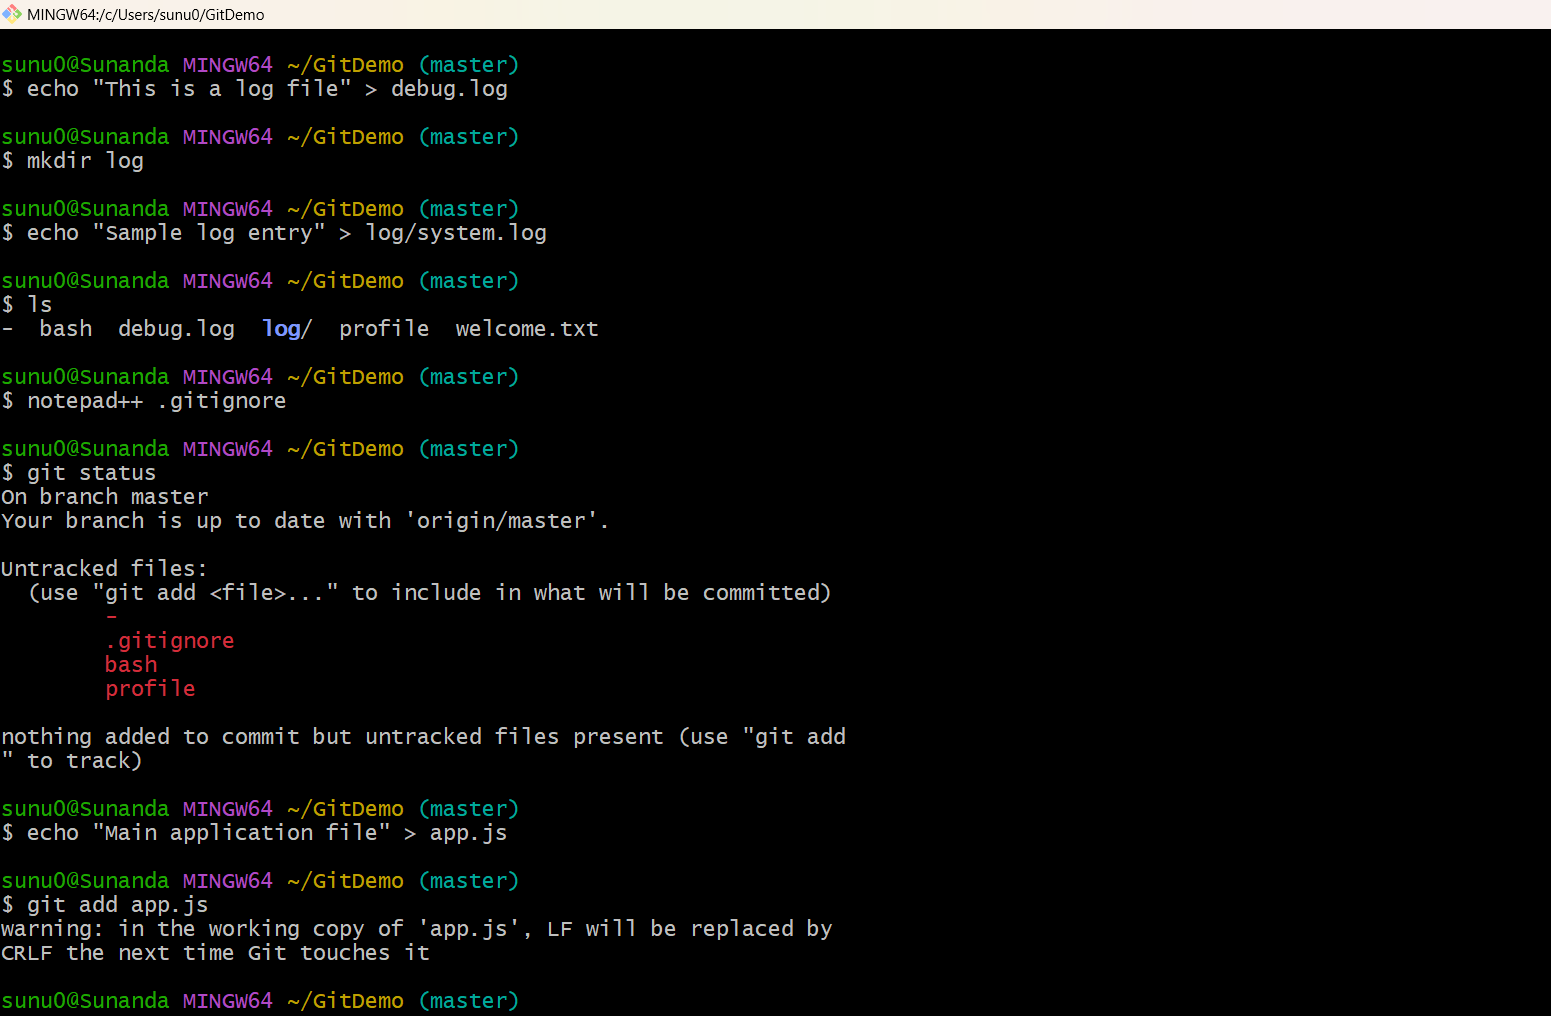 MINGW64:/c/Users/sunu0/GitDemo
sunu0@Sunanda MINGW64 ~/GitDemo (master)
$ echo "This is a log file" > debug.log
sunu0@Sunanda MINGW64 ~/GitDemo (master)
$ mkdir log
sunu0@Sunanda MINGW64 ~/GitDemo (master)
$ echo "Sample log entry" > log/system.log
sunu0@Sunanda MINGW64 ~/GitDemo (master)
$ ls
-  bash  debug.log  log/  profile  welcome.txt
sunu0@Sunanda MINGW64 ~/GitDemo (master)
$ notepad++ .gitignore
sunu0@Sunanda MINGW64 ~/GitDemo (master)
$ git status
On branch master
Your branch is up to date with 'origin/master'.
Untracked files:
  (use "git add <file>..." to include in what will be committed)
        -
        .gitignore
        bash
        profile
nothing added to commit but untracked files present (use "git add
" to track)
sunu0@Sunanda MINGW64 ~/GitDemo (master)
$ echo "Main application file" > app.js
sunu0@Sunanda MINGW64 ~/GitDemo (master)
$ git add app.js
warning: in the working copy of 'app.js', LF will be replaced by
CRLF the next time Git touches it
sunu0@Sunanda MINGW64 ~/GitDemo (master)